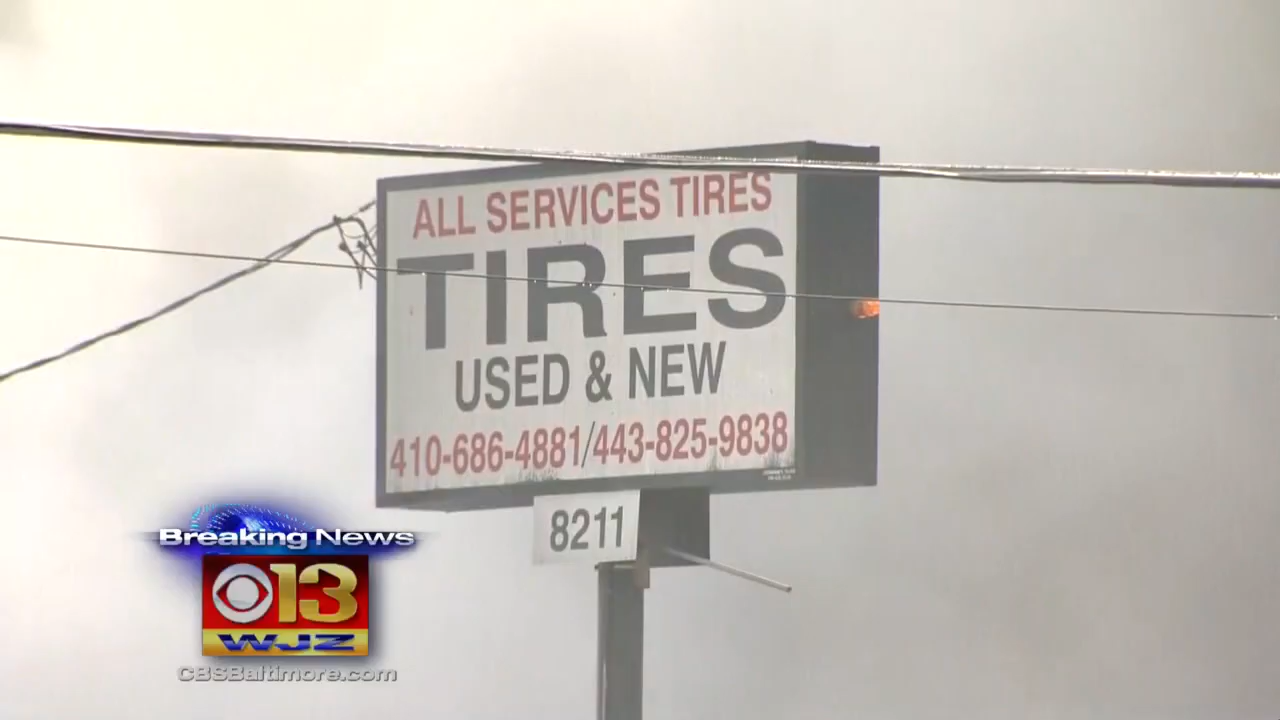 ALL SERVICES TIRES
TIRES
USED & NEW
410-686-4881/443-825-9838
8211
Breaking News
13
WJZ
CBSBaltimore.com